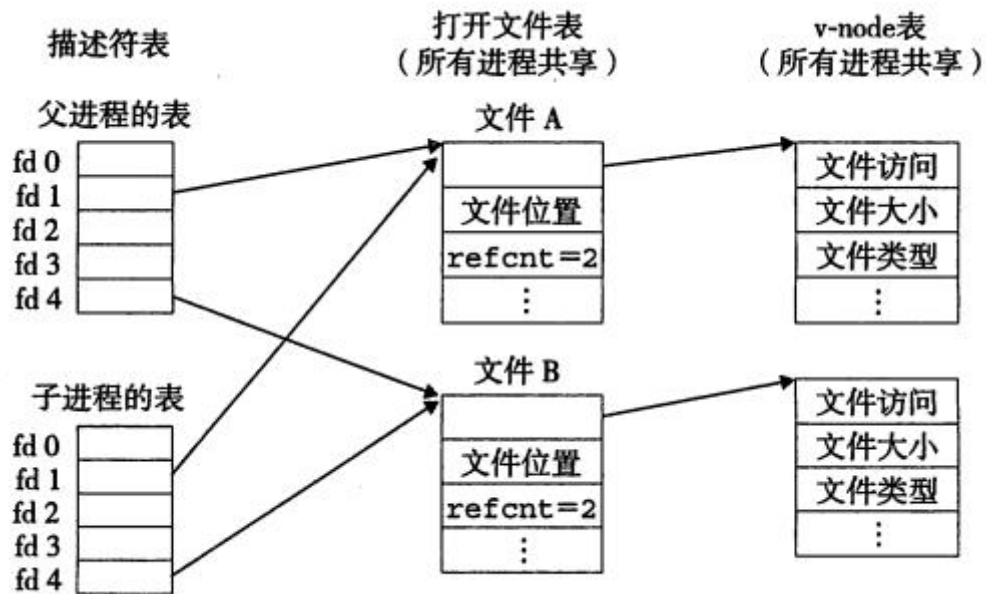 描述符表
打开文件表
（所有进程共享）
v-node表
（所有进程共享）
父进程的表
fd 0
fd 1
fd 2
fd 3
fd 4
文件 A
文件位置
refcnt=2
⋮
文件访问
文件大小
文件类型
⋮
子进程的表
fd 0
fd 1
fd 2
fd 3
fd 4
文件 B
文件位置
refcnt=2
⋮
文件访问
文件大小
文件类型
⋮